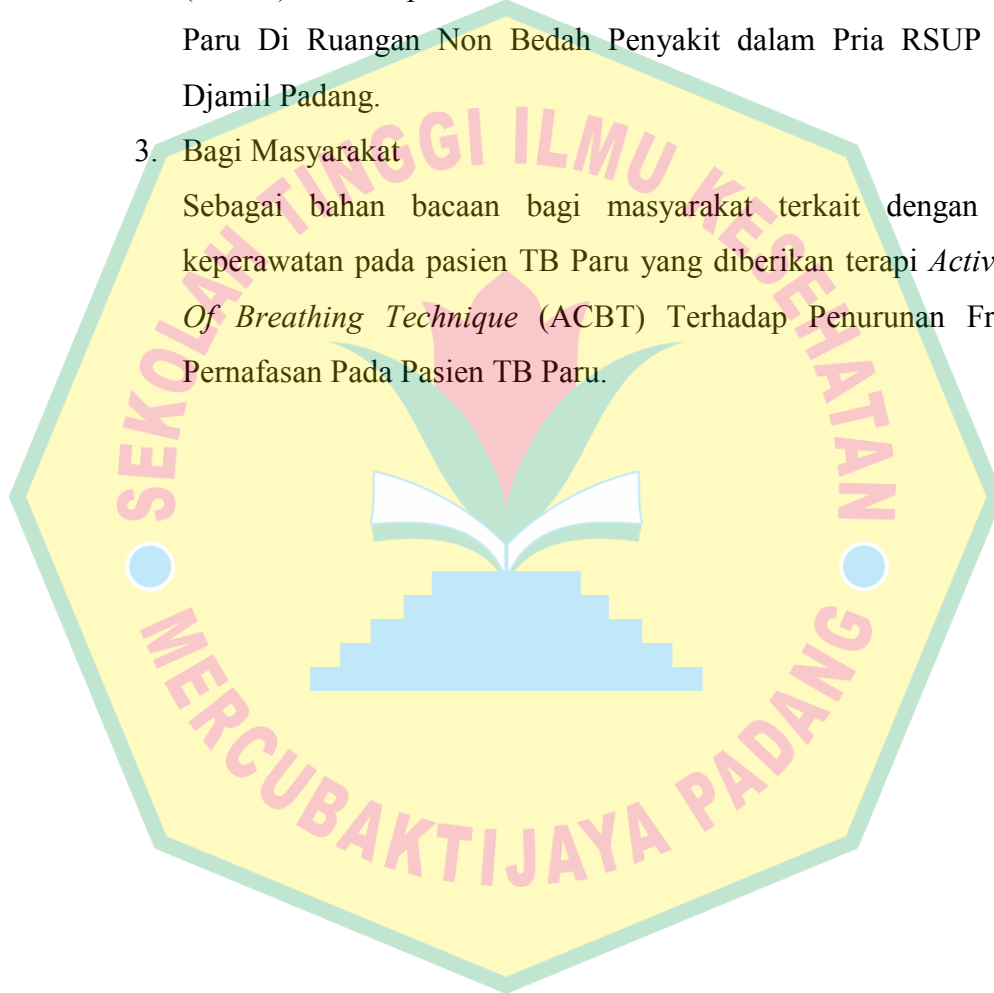 Paru Di Ruangan Non Bedah Penyakit dalam Pria RSUP
Djamil Padang.
3. Bagi Masyarakat
Sebagai bahan bacaan bagi masyarakat terkait dengan
keperawatan pada pasien TB Paru yang diberikan terapi
Of Breathing Technique (ACBT) Terhadap Penurunan
Pernafasan Pada Pasien TB Paru.
SEKOLAH TINGGI ILMU KESEHATAN
MERCUBAKTIJAYA PADANG